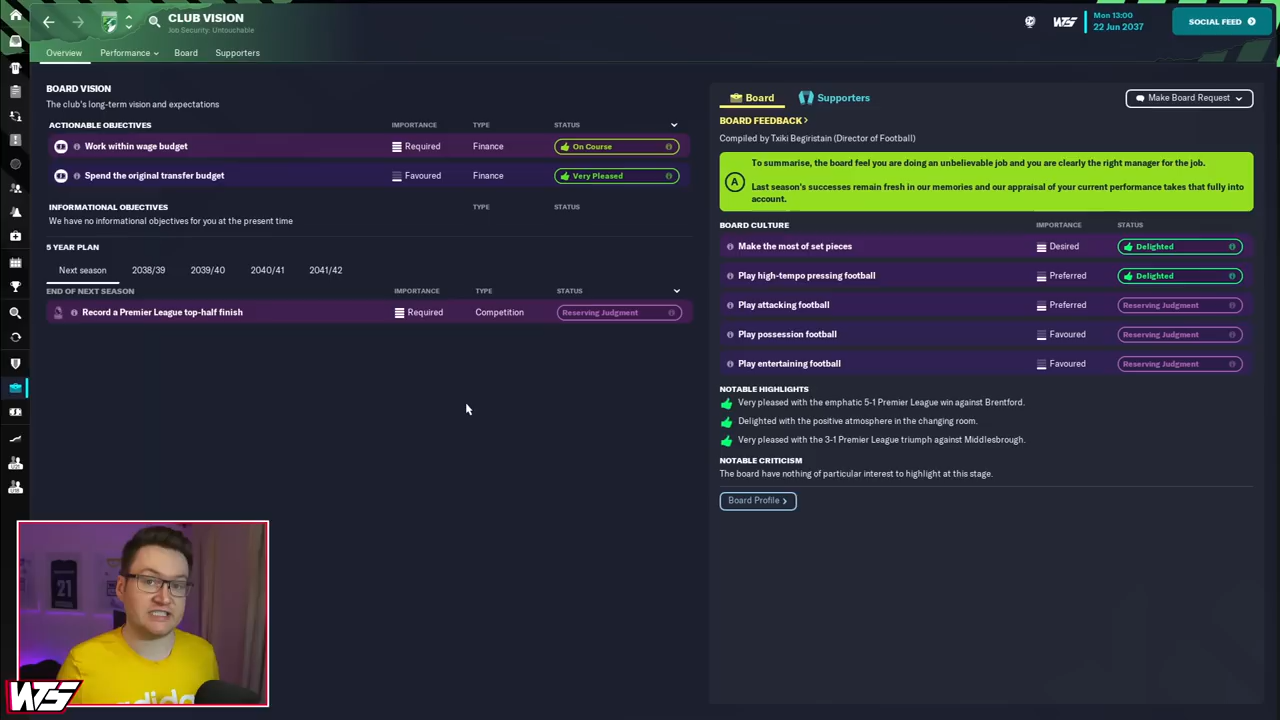 CLUB VISION
Job Security: Untouchable
WTS
Mon 13:00
22 Jun 2037
SOCIAL FEED
Overview
Performance
Board
Supporters
BOARD VISION
The club's long-term vision and expectations
ACTIONABLE OBJECTIVES IMPORTANCE TYPE STATUS
Work within wage budget Required Finance On Course
Spend the original transfer budget Favoured Finance Very Pleased
INFORMATIONAL OBJECTIVES TYPE STATUS
We have no informational objectives for you at the present time
5 YEAR PLAN
Next season 2038/39 2039/40 2040/41 2041/42
END OF NEXT SEASON IMPORTANCE TYPE STATUS
Record a Premier League top-half finish Required Competition Reserving Judgment
Board Supporters
Make Board Request
BOARD FEEDBACK >
Compiled by Txiki Begiristain (Director of Football)
A
To summarise, the board feel you are doing an unbelievable job and you are clearly the right manager for the job.
Last season's successes remain fresh in our memories and our appraisal of your current performance takes that fully into
account.
BOARD CULTURE IMPORTANCE STATUS
Make the most of set pieces Desired Delighted
Play high-tempo pressing football Preferred Delighted
Play attacking football Preferred Reserving Judgment
Play possession football Favoured Reserving Judgment
Play entertaining football Favoured Reserving Judgment
NOTABLE HIGHLIGHTS
Very pleased with the emphatic 5-1 Premier League win against Brentford.
Delighted with the positive atmosphere in the changing room.
Very pleased with the 3-1 Premier League triumph against Middlesbrough.
NOTABLE CRITICISM
The board have nothing of particular interest to highlight at this stage.
Board Profile >
21
adidas
WTS